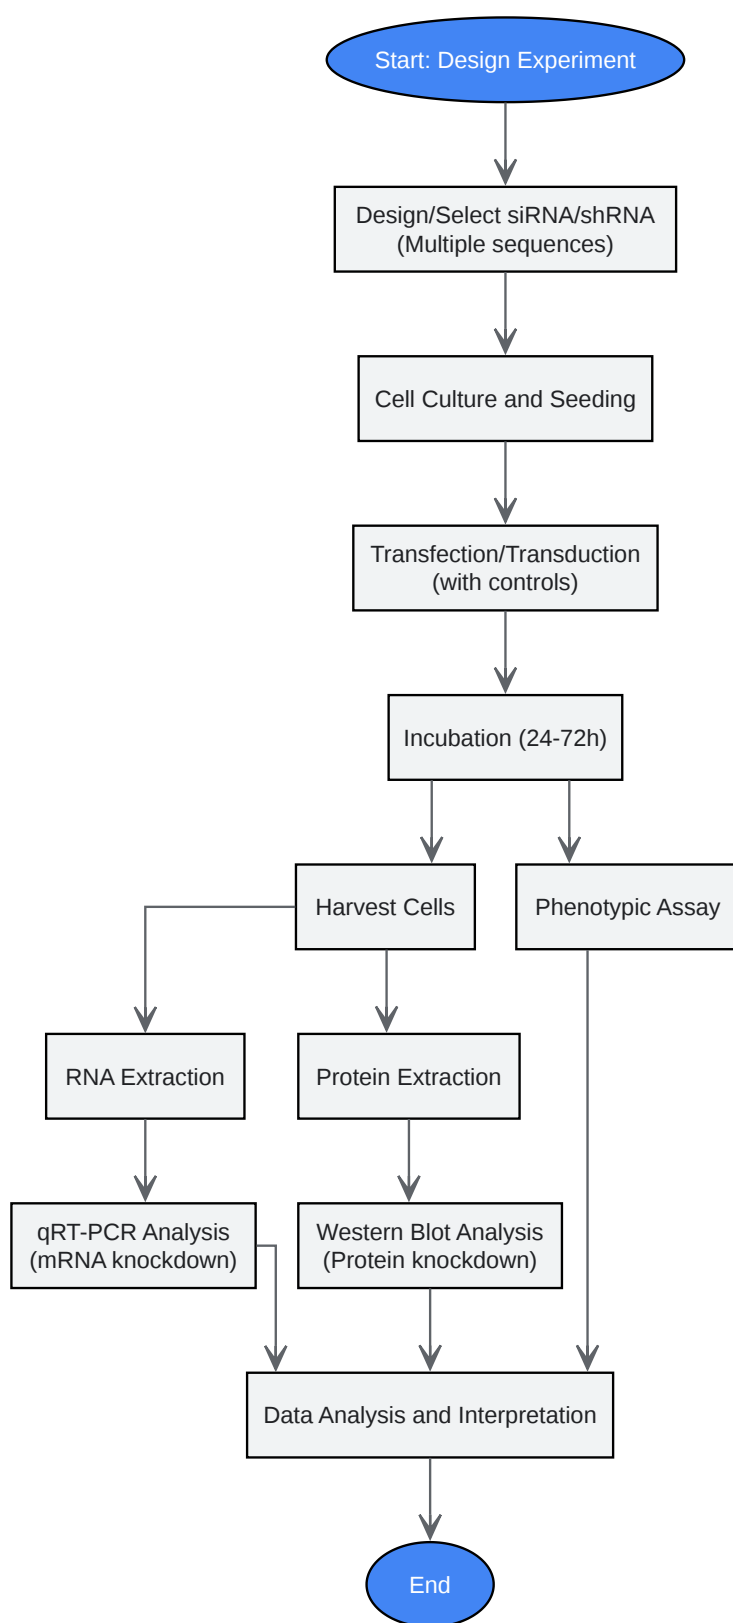 Start: Design Experiment
Design/Select siRNA/shRNA
(Multiple sequences)
Cell Culture and Seeding
Transfection/Transduction
(with controls)
Incubation (24-72h)
Harvest Cells
Phenotypic Assay
RNA Extraction
Protein Extraction
qRT-PCR Analysis
(mRNA knockdown)
Western Blot Analysis
(Protein knockdown)
Data Analysis and Interpretation
End